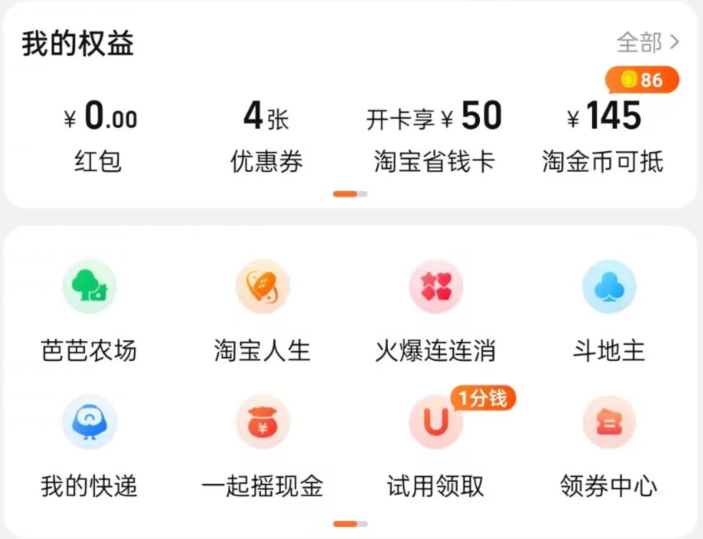 我的权益
全部
86
¥0.00
4张
开卡享¥50
¥145
红包
优惠券
淘宝省钱卡
淘金币可抵
芭芭农场
淘宝人生
火爆连连消
斗地主
¥
1分钱
我的快递
一起摇现金
试用领取
领券中心